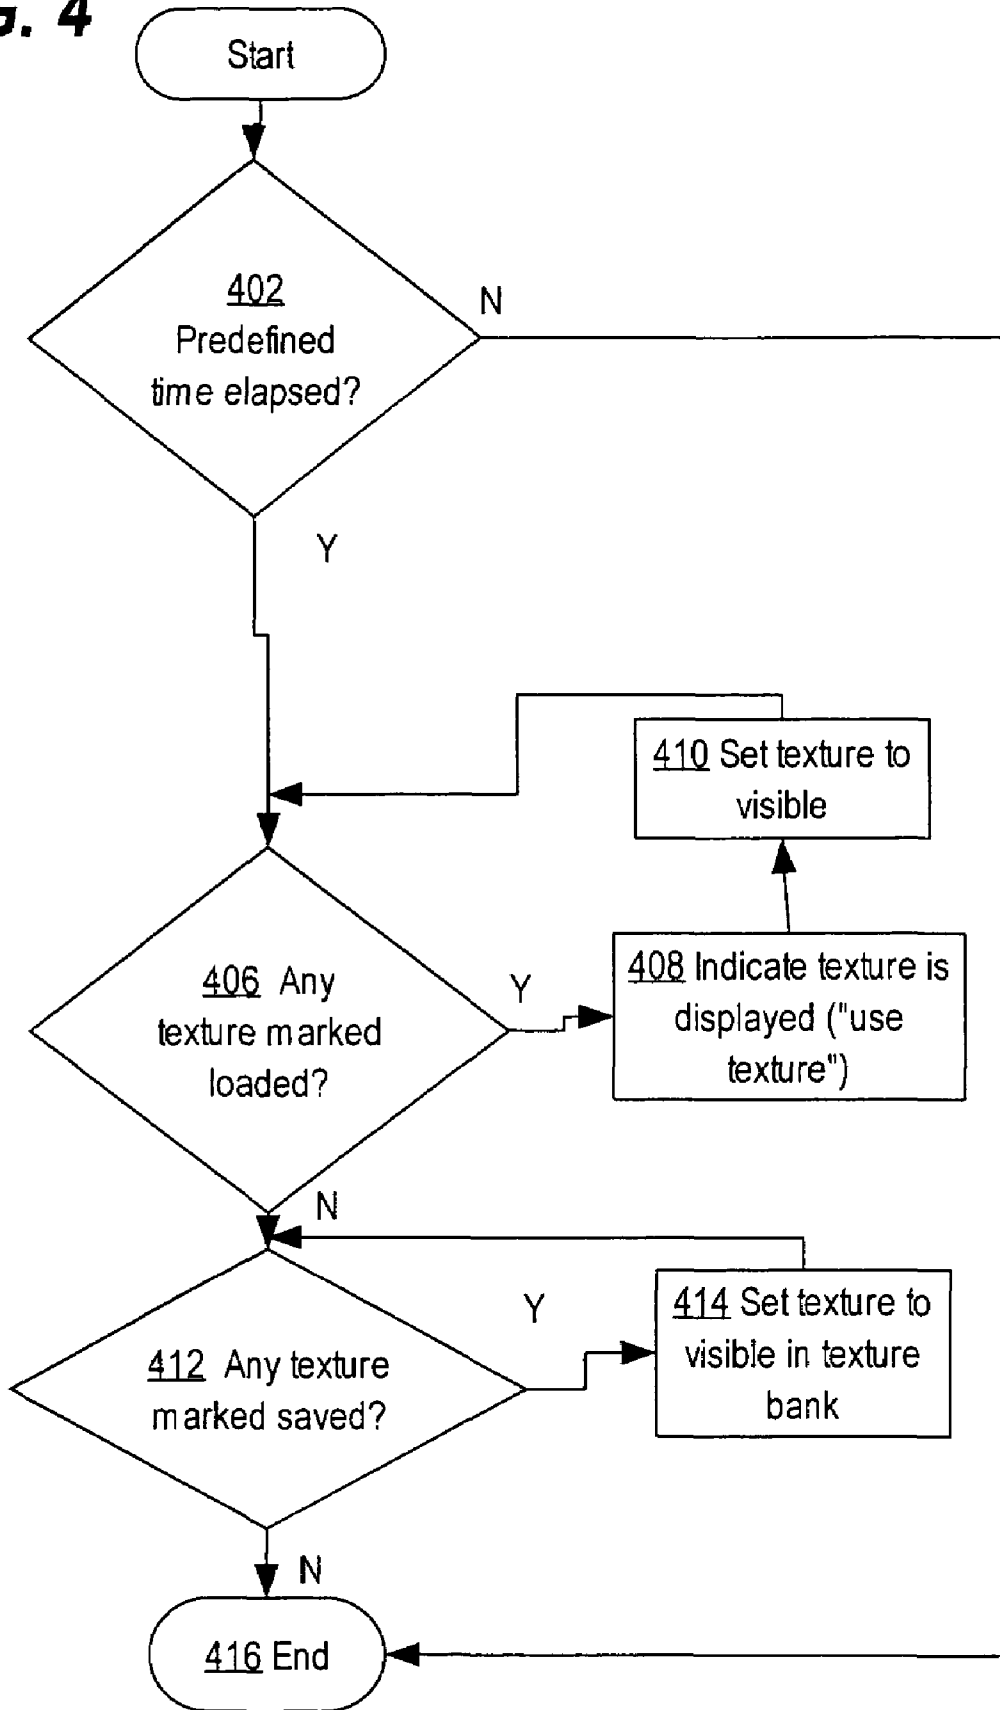 G. 4
Start
402
Predefined
time elapsed?
N
Y
410 Set texture to
visible
406 Any
texture marked
loaded?
Y
408 Indicate texture is
displayed ("use
texture")
N
412 Any texture
marked saved?
Y
414 Set texture to
visible in texture
bank
N
416 End